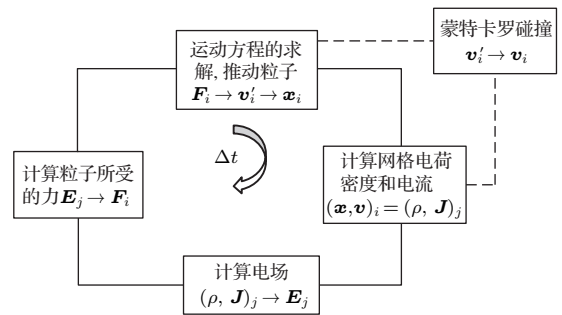 运动方程的求
解, 推动粒子
Fᵢ → v′ᵢ → xᵢ
蒙特卡罗碰撞
v′ᵢ → vᵢ
Δt
计算粒子所受
的力Eⱼ → Fᵢ
计算网格电荷
密度和电流
(x,v)ᵢ = (ρ, J)ⱼ
计算电场
(ρ, J)ⱼ → Eⱼ